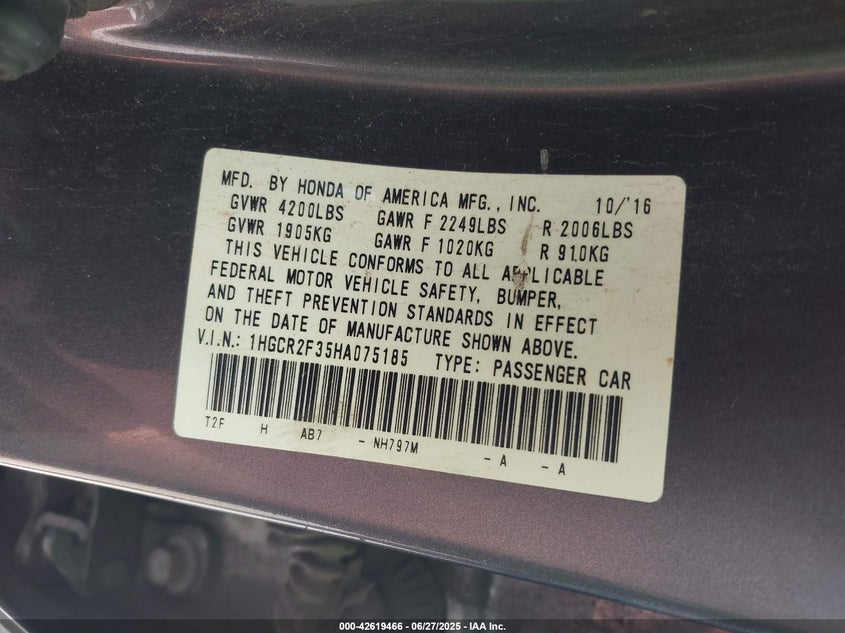 MFD. BY HONDA OF AMERICA MFG., INC. 10/'16
GVWR 4200LBS GAWR F 2249LBS R 2006LBS
GVWR 1905KG GAWR F 1020KG R 910KG
THIS VEHICLE CONFORMS TO ALL APPLICABLE
FEDERAL MOTOR VEHICLE SAFETY, BUMPER,
AND THEFT PREVENTION STANDARDS IN EFFECT
ON THE DATE OF MANUFACTURE SHOWN ABOVE.
V.I.N.: 1HGCR2F35HA075185 TYPE: PASSENGER CAR
T2F H AB7 - NH797M - A - A
000-42619466 - 06/27/2025 - IAA Inc.